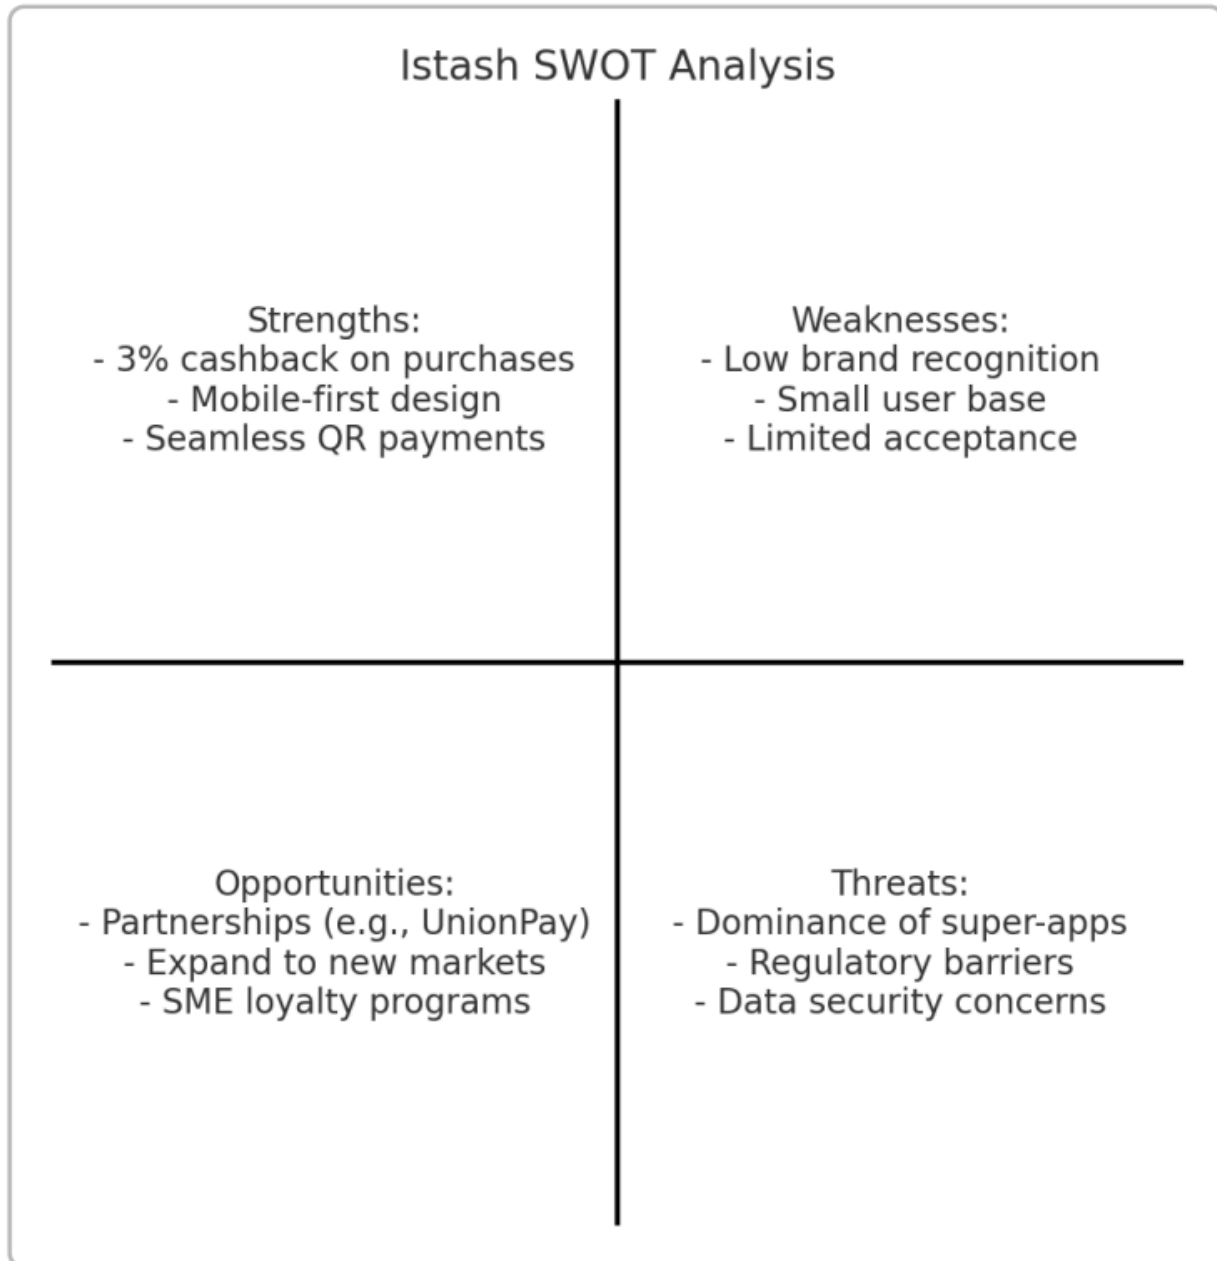 Istash SWOT Analysis
Strengths:
- 3% cashback on purchases
- Mobile-first design
- Seamless QR payments
Weaknesses:
- Low brand recognition
- Small user base
- Limited acceptance
Opportunities:
- Partnerships (e.g., UnionPay)
- Expand to new markets
- SME loyalty programs
Threats:
- Dominance of super-apps
- Regulatory barriers
- Data security concerns